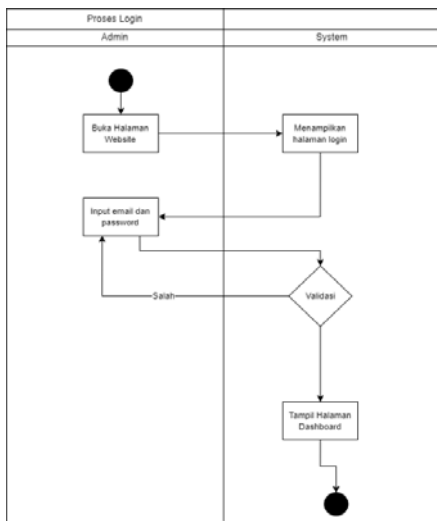 Proses Login
Admin
System
Buka Halaman
Website
Menampilkan
halaman login
Input email dan
password
Salah
Validasi
Tampil Halaman
Dashboard